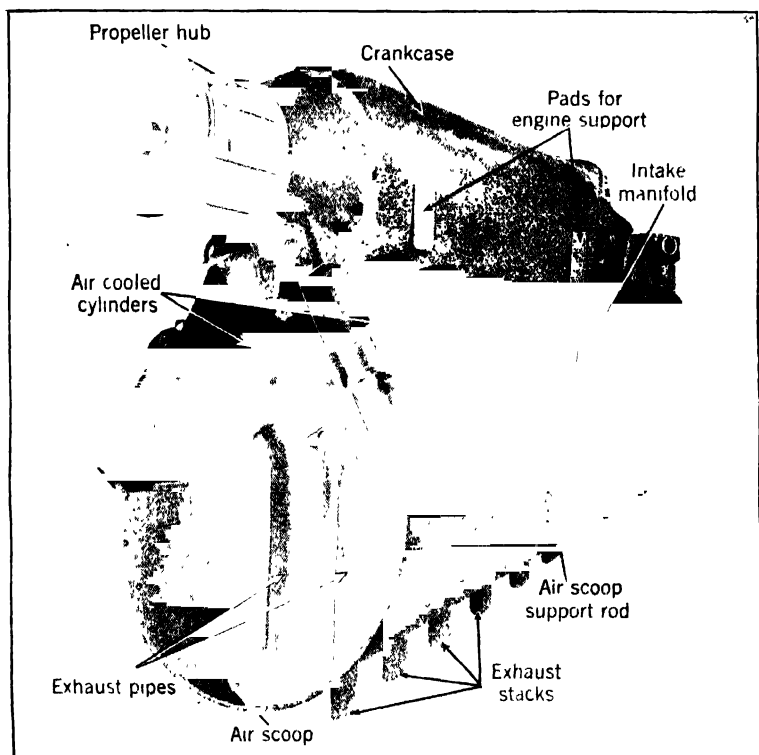 Propeller hub
Crankcase
Pads for
engine support
Intake
manifold
Air cooled
cylinders
Air scoop
support rod
Exhaust pipes
Exhaust
stacks
Air scoop